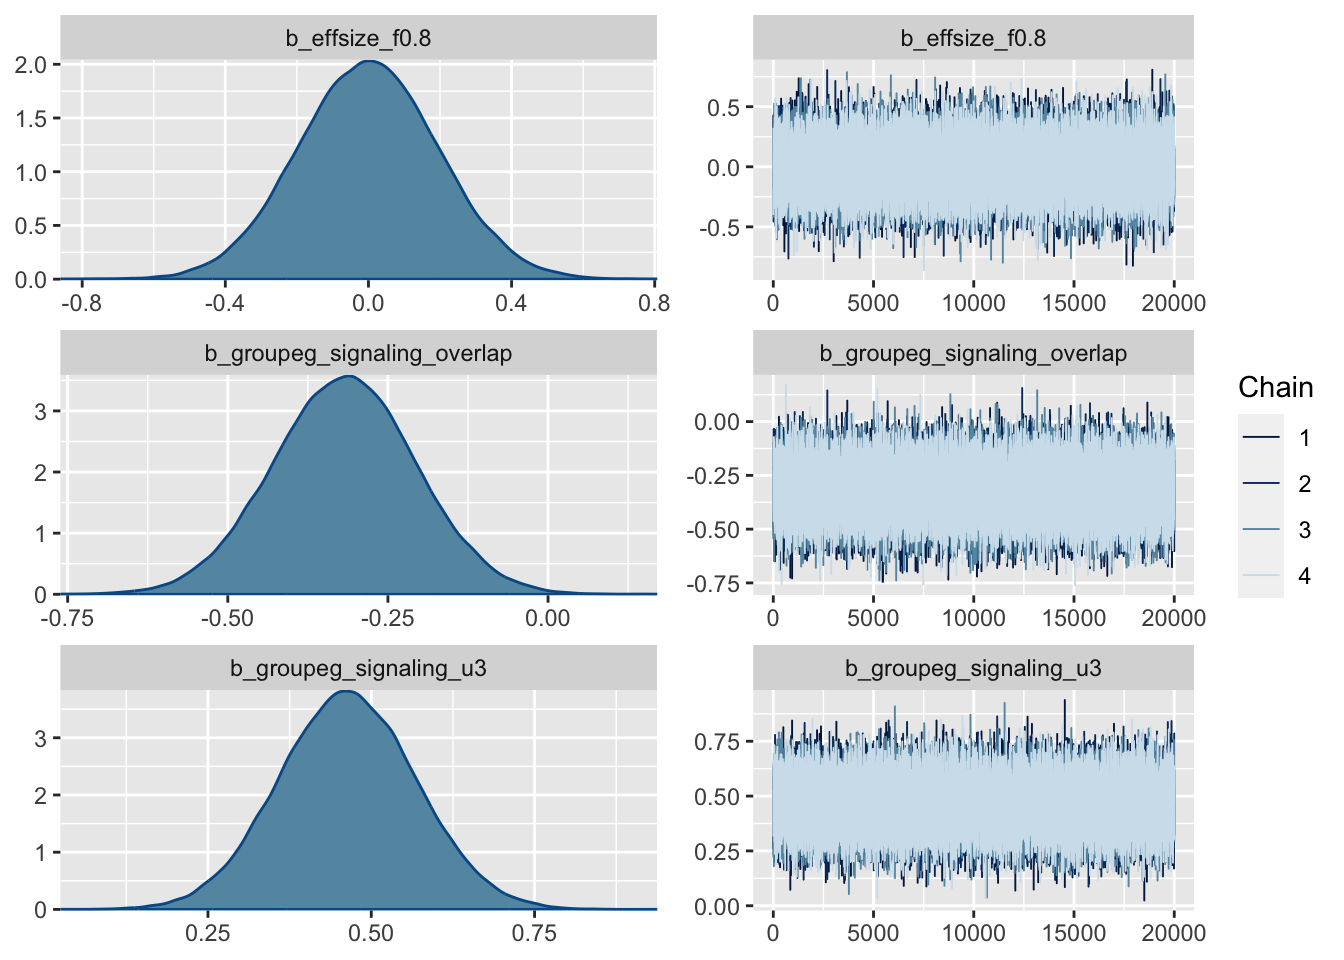 b_effsize_f0.8
2.0
1.5
1.0
0.5
0.0
-0.8 -0.4 0.0 0.4 0.8
b_effsize_f0.8
0.5
0.0
-0.5
0 5000 10000 15000 20000
b_groupeg_signaling_overlap
3
2
1
0
-0.75 -0.50 -0.25 0.00
b_groupeg_signaling_overlap
0.00
-0.25
-0.50
-0.75
0 5000 10000 15000 20000
b_groupeg_signaling_u3
3
2
1
0
0.25 0.50 0.75
b_groupeg_signaling_u3
0.75
0.50
0.25
0.00
0 5000 10000 15000 20000
Chain
1
2
3
4